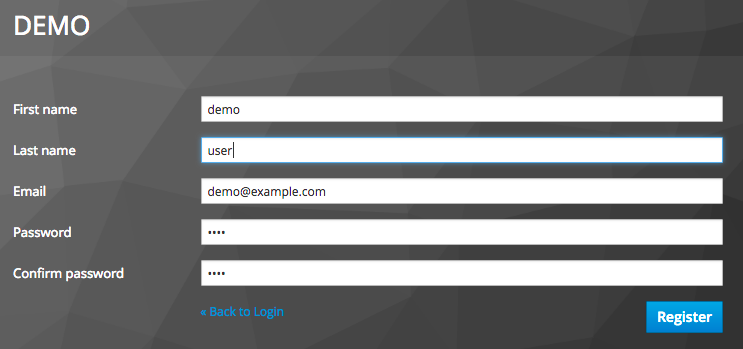 DEMO
First name demo
Last name user
Email demo@example.com
Password ••••
Confirm password ••••
« Back to Login Register